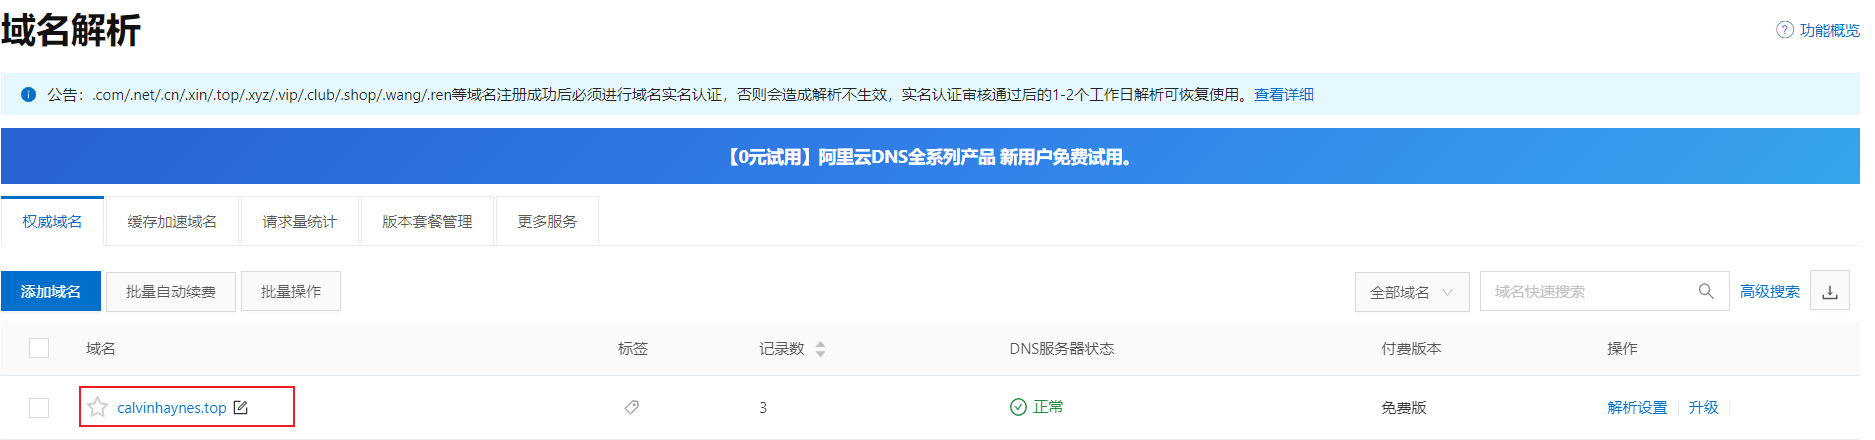 域名解析
功能概览
公告：.com/.net/.cn/.xin/.top/.xyz/.vip/.club/.shop/.wang/.ren等域名注册成功后必须进行域名实名认证，否则会造成解析不生效，实名认证审核通过后的1-2个工作日解析可恢复使用。查看详细
【0元试用】阿里云DNS全系列产品 新用户免费试用。
权威域名 缓存加速域名 请求量统计 版本套餐管理 更多服务
添加域名 批量自动续费 批量操作 全部域名 域名快速搜索 高级搜索
域名 标签 记录数 DNS服务器状态 付费版本 操作
calvinhaynes.top 3 正常 免费版 解析设置 升级